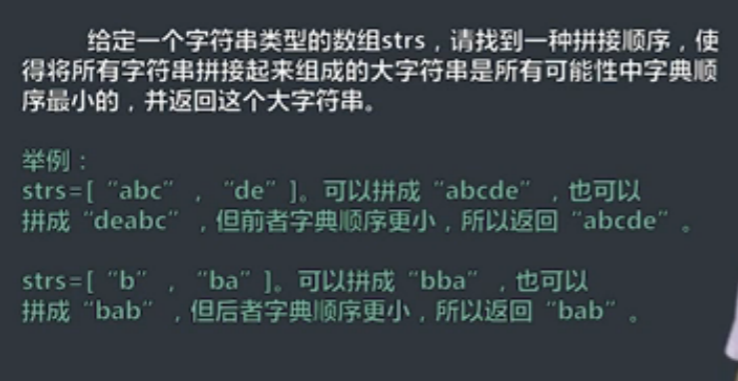 给定一个字符串类型的数组strs，请找到一种拼接顺序，使
得将所有字符串拼接起来组成的大字符串是所有可能性中字典顺
序最小的，并返回这个大字符串。
举例：
strs=[“abc”，“de”]。可以拼成“abcde”，也可以
拼成“deabc”，但前者字典顺序更小，所以返回“abcde”。
strs=[“b”，“ba”]。可以拼成“bba”，也可以
拼成“bab”，但后者字典顺序更小，所以返回“bab”。